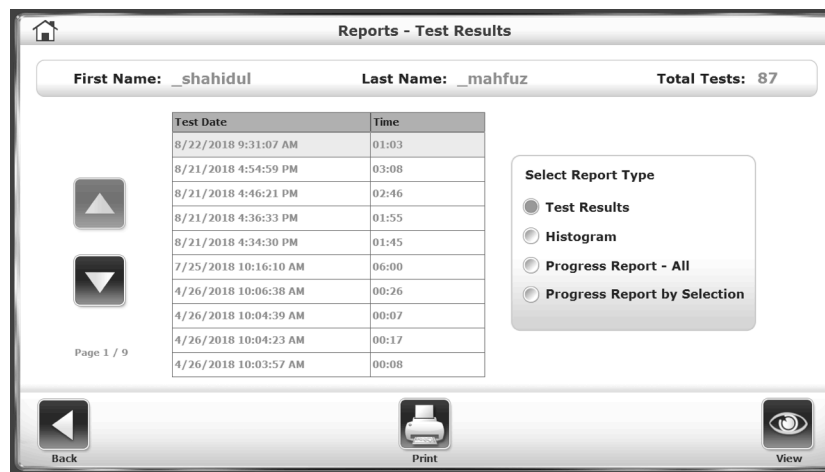 Reports - Test Results
First Name: _shahidul Last Name: _mahfuz Total Tests: 87
Test Date Time
8/22/2018 9:31:07 AM 01:03
8/21/2018 4:54:59 PM 03:08
8/21/2018 4:46:21 PM 02:46
8/21/2018 4:36:33 PM 01:55
8/21/2018 4:34:30 PM 01:45
7/25/2018 10:16:10 AM 06:00
4/26/2018 10:06:38 AM 00:26
4/26/2018 10:04:39 AM 00:07
4/26/2018 10:04:23 AM 00:17
4/26/2018 10:03:57 AM 00:08
Page 1 / 9
Select Report Type
Test Results
Histogram
Progress Report - All
Progress Report by Selection
Back Print View